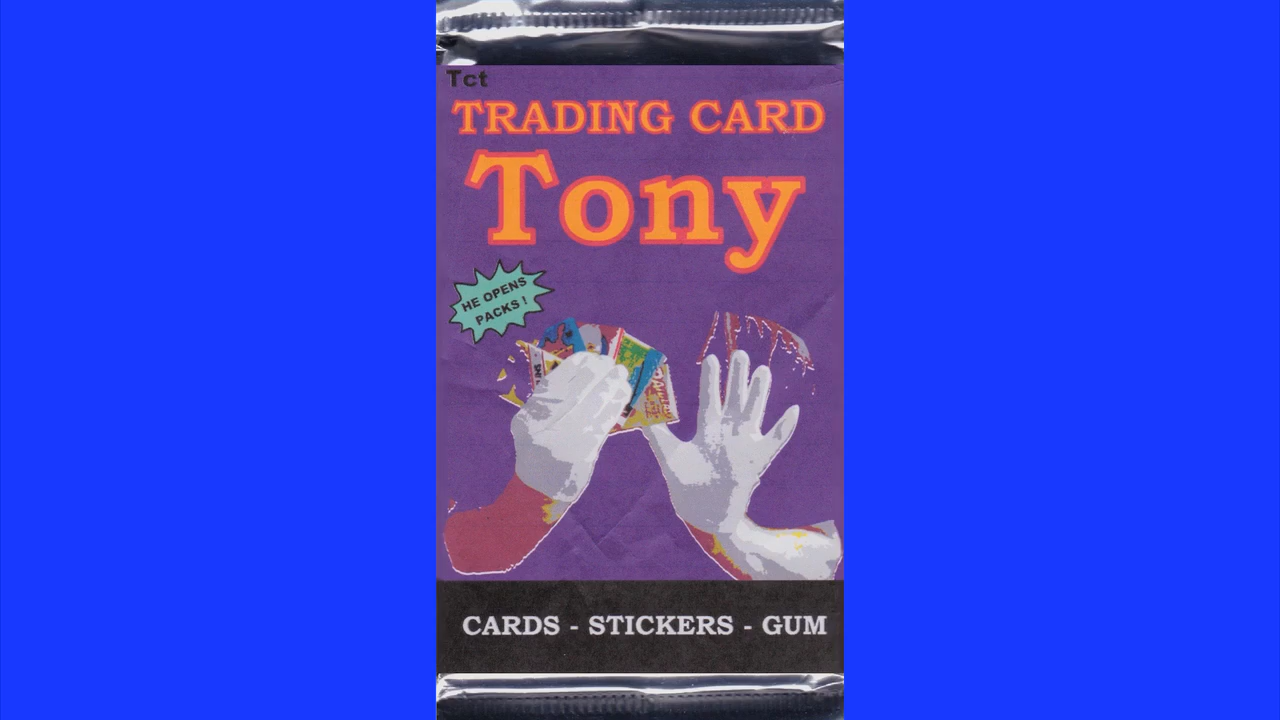 Tct
TRADING CARD
Tony
HE OPENS
PACKS !
CARDS - STICKERS - GUM